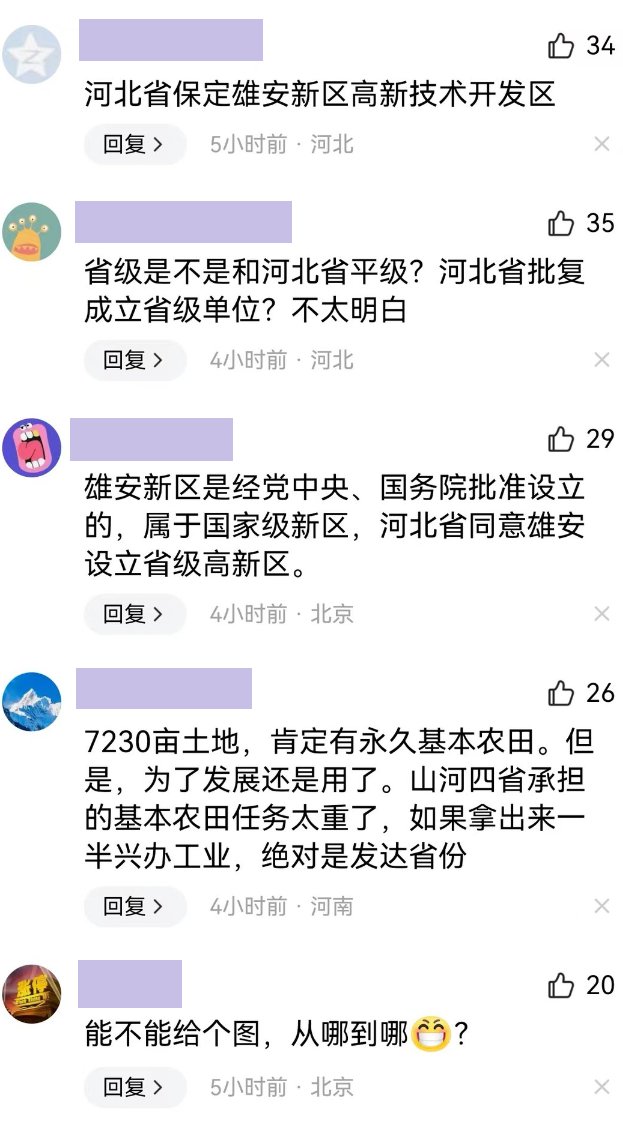 34
河北省保定雄安新区高新技术开发区
回复 > 5小时前 · 河北 ×
35
省级是不是和河北省平级？河北省批复
成立省级单位？不太明白
回复 > 4小时前 · 河北 ×
29
雄安新区是经党中央、国务院批准设立
的，属于国家级新区，河北省同意雄安
设立省级高新区。
回复 > 4小时前 · 北京 ×
26
7230亩土地，肯定有永久基本农田。但
是，为了发展还是用了。山河四省承担
的基本农田任务太重了，如果拿出来一
半兴办工业，绝对是发达省份
回复 > 4小时前 · 河南 ×
涨停
20
能不能给个图，从哪到哪😁？
回复 > 5小时前 · 北京 ×